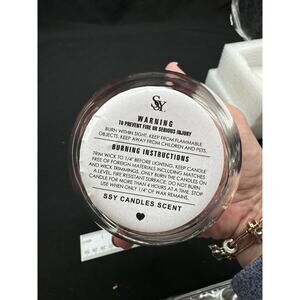 SSY
WARNING
TO PREVENT FIRE OR SERIOUS INJURY
BURN WITHIN SIGHT. KEEP FROM FLAMMABLE
OBJECTS, KEEP AWAY FROM CHILDREN AND PETS.
BURNING INSTRUCTIONS
TRIM WICK TO 1/4" BEFORE LIGHTING, KEEP CANDLE
FREE OF FOREIGN MATERIALS INCLUDING MATCHES
AND WICK TRIMMINGS. ONLY BURN THE CANDLES ON
A LEVEL, FIRE RESISTANT SURFACE. DO NOT BURN
CANDLE FOR MORE THAN 4 HOURS AT A TIME. STOP
USE WHEN ONLY 1/4" OF WAX REMAINS.
SSY CANDLES SCENT